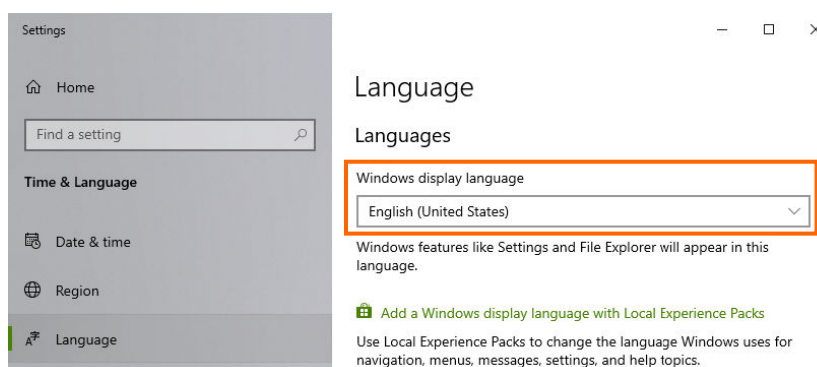 Settings
Home
Find a setting
Time & Language
Date & time
Region
Language
Language
Languages
Windows display language
English (United States)
Windows features like Settings and File Explorer will appear in this
language.
Add a Windows display language with Local Experience Packs
Use Local Experience Packs to change the language Windows uses for
navigation, menus, messages, settings, and help topics.